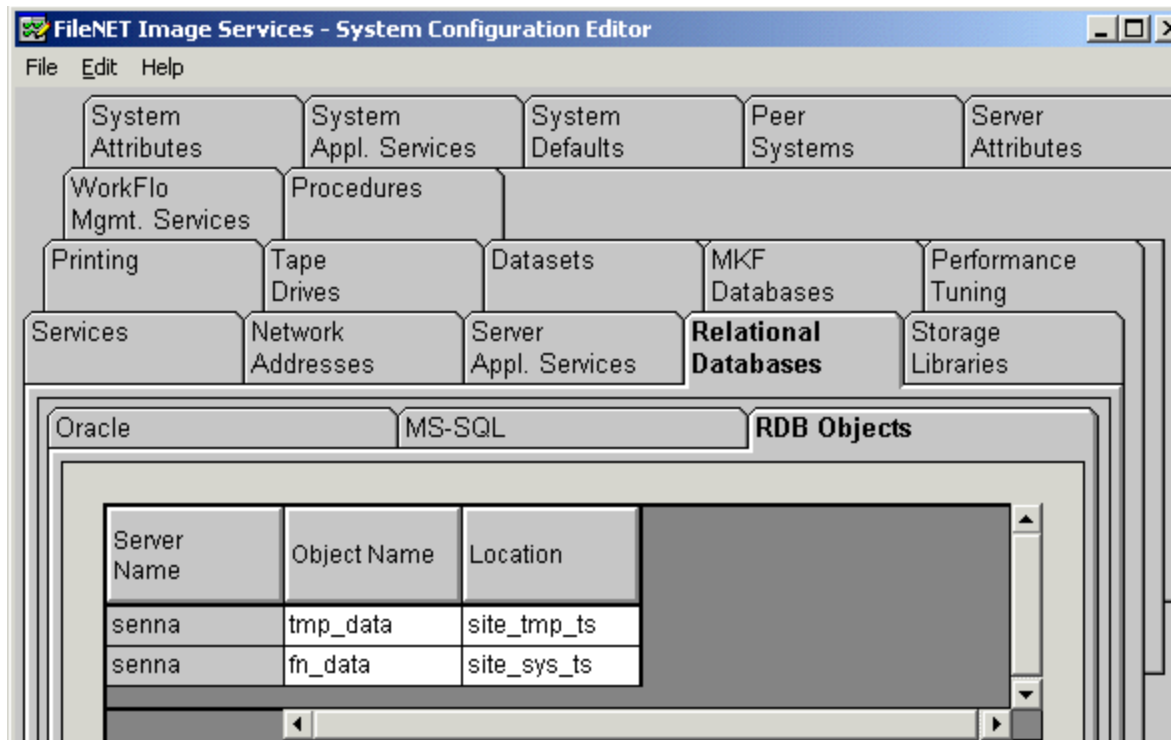 FileNET Image Services - System Configuration Editor
File Edit Help
System Attributes
System Appl. Services
System Defaults
Peer Systems
Server Attributes
WorkFlo Mgmt. Services
Procedures
Printing
Tape Drives
Datasets
MKF Databases
Performance Tuning
Services
Network Addresses
Server Appl. Services
Relational Databases
Storage Libraries
Oracle
MS-SQL
RDB Objects
Server Name
Object Name
Location
senna tmp_data site_tmp_ts
senna fn_data site_sys_ts